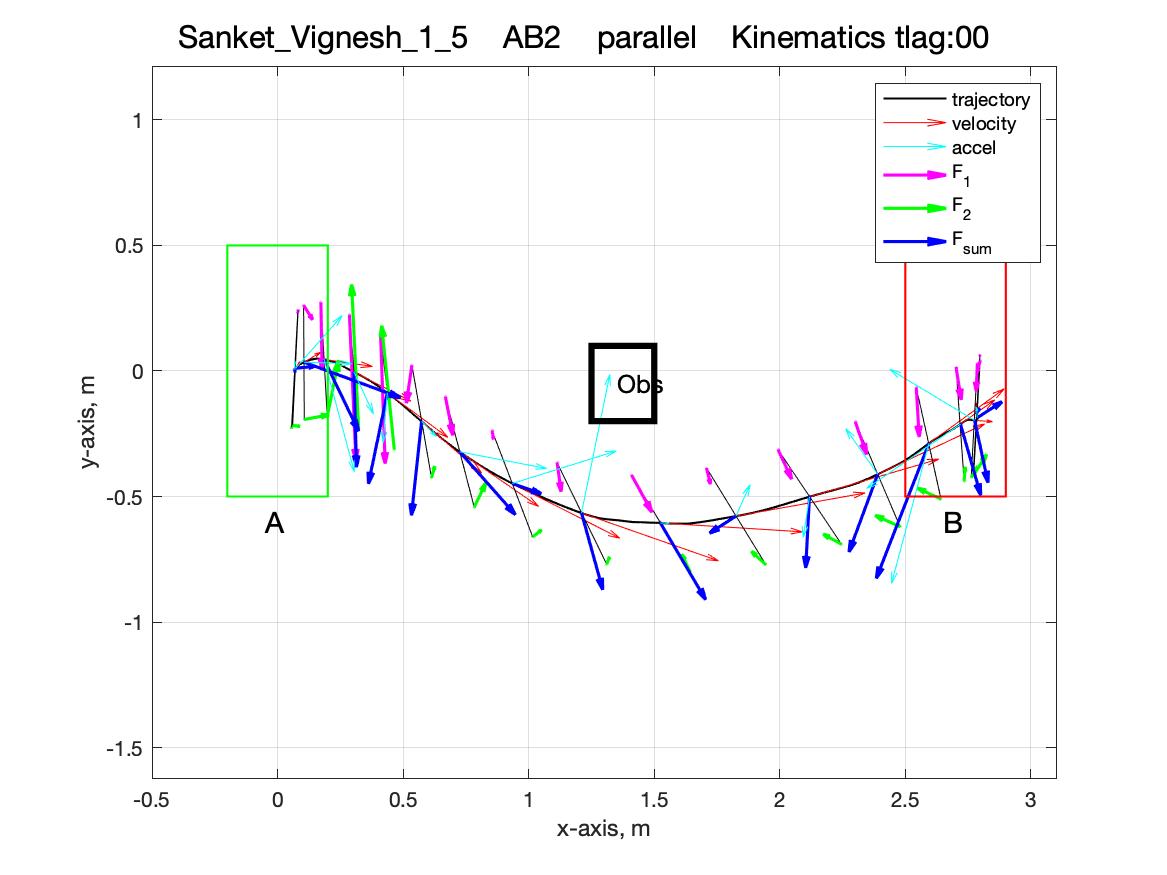 Sanket_Vignesh_1_5 AB2 parallel Kinematics tlag:00
trajectory
velocity
accel
F1
F2
Fsum
1
0.5
0
-0.5
-1
-1.5
y-axis, m
Obs
A
B
-0.5 0 0.5 1 1.5 2 2.5 3
x-axis, m